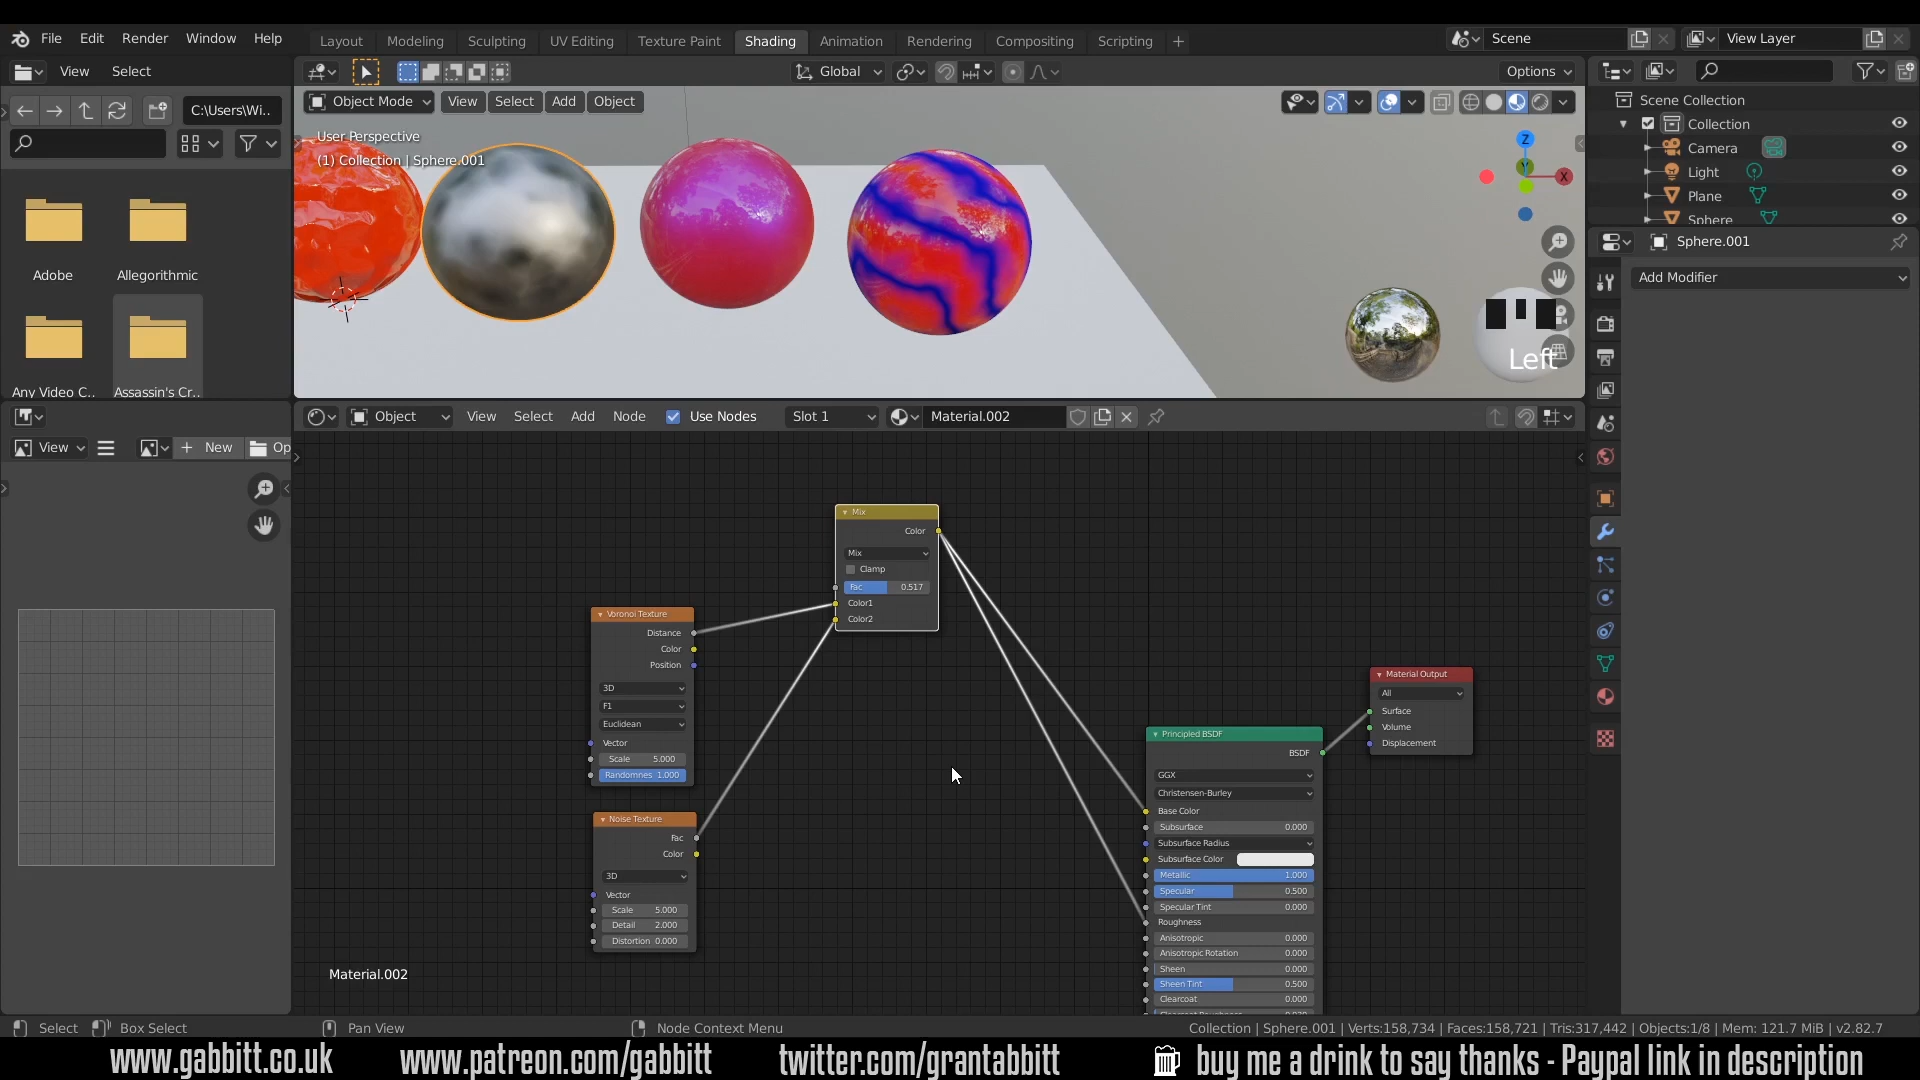 File Edit Render Window Help
Layout Modeling Sculpting UV Editing Texture Paint Shading Animation Rendering Compositing Scripting +
Scene
View Layer
View Select
Global
Options
C:\Users\Wi..
Object Mode View Select Add Object
User Perspective
(1) Collection | Sphere.001
Z
Y
X
Left
Scene Collection
Collection
Camera
Light
Plane
Sphere
Sphere.001
Add Modifier
Adobe
Allegorithmic
Any Video C..
Assassin's Cr..
View
+ New
Op
Object View Select Add Node Use Nodes Slot 1 Material.002
Mix
Color
Mix
Clamp
Fac 0.517
Color1
Color2
Voronoi Texture
Distance
Color
Position
3D
F1
Euclidean
Vector
Scale 5.000
Randomnes 1.000
Noise Texture
Fac
Color
3D
Vector
Scale 5.000
Detail 2.000
Distortion 0.000
Principled BSDF
BSDF
GGX
Christensen-Burley
Base Color
Subsurface 0.000
Subsurface Radius
Subsurface Color
Metallic 1.000
Specular 0.500
Specular Tint 0.000
Roughness
Anisotropic 0.000
Anisotropic Rotation 0.000
Sheen 0.000
Sheen Tint 0.500
Clearcoat 0.000
Material Output
All
Surface
Volume
Displacement
Material.002
Select Box Select Pan View Node Context Menu
Collection | Sphere.001 | Verts:158,734 | Faces:158,721 | Tris:317,442 | Objects:1/8 | Mem: 121.7 MiB | v2.82.7
www.gabbitt.co.uk www.patreon.com/gabbitt twitter.com/grantabbitt buy me a drink to say thanks - Paypal link in description